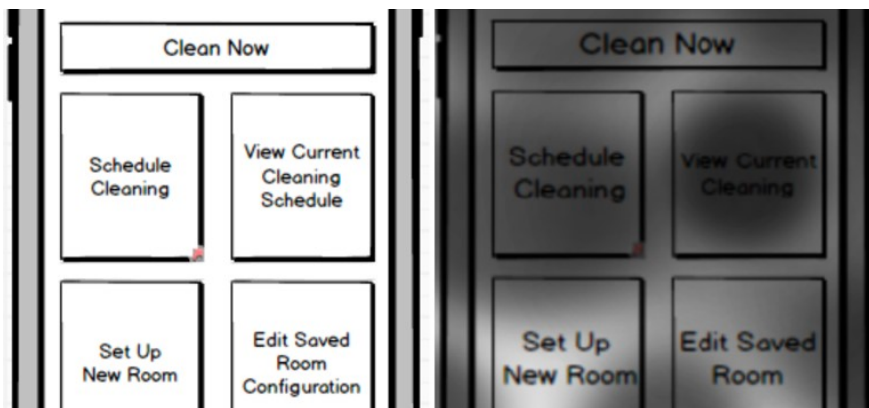 Clean Now
Schedule
Cleaning
View Current
Cleaning
Schedule
Set Up
New Room
Edit Saved
Room
Configuration
Clean Now
Schedule
Cleaning
View Current
Cleaning
Set Up
New Room
Edit Saved
Room